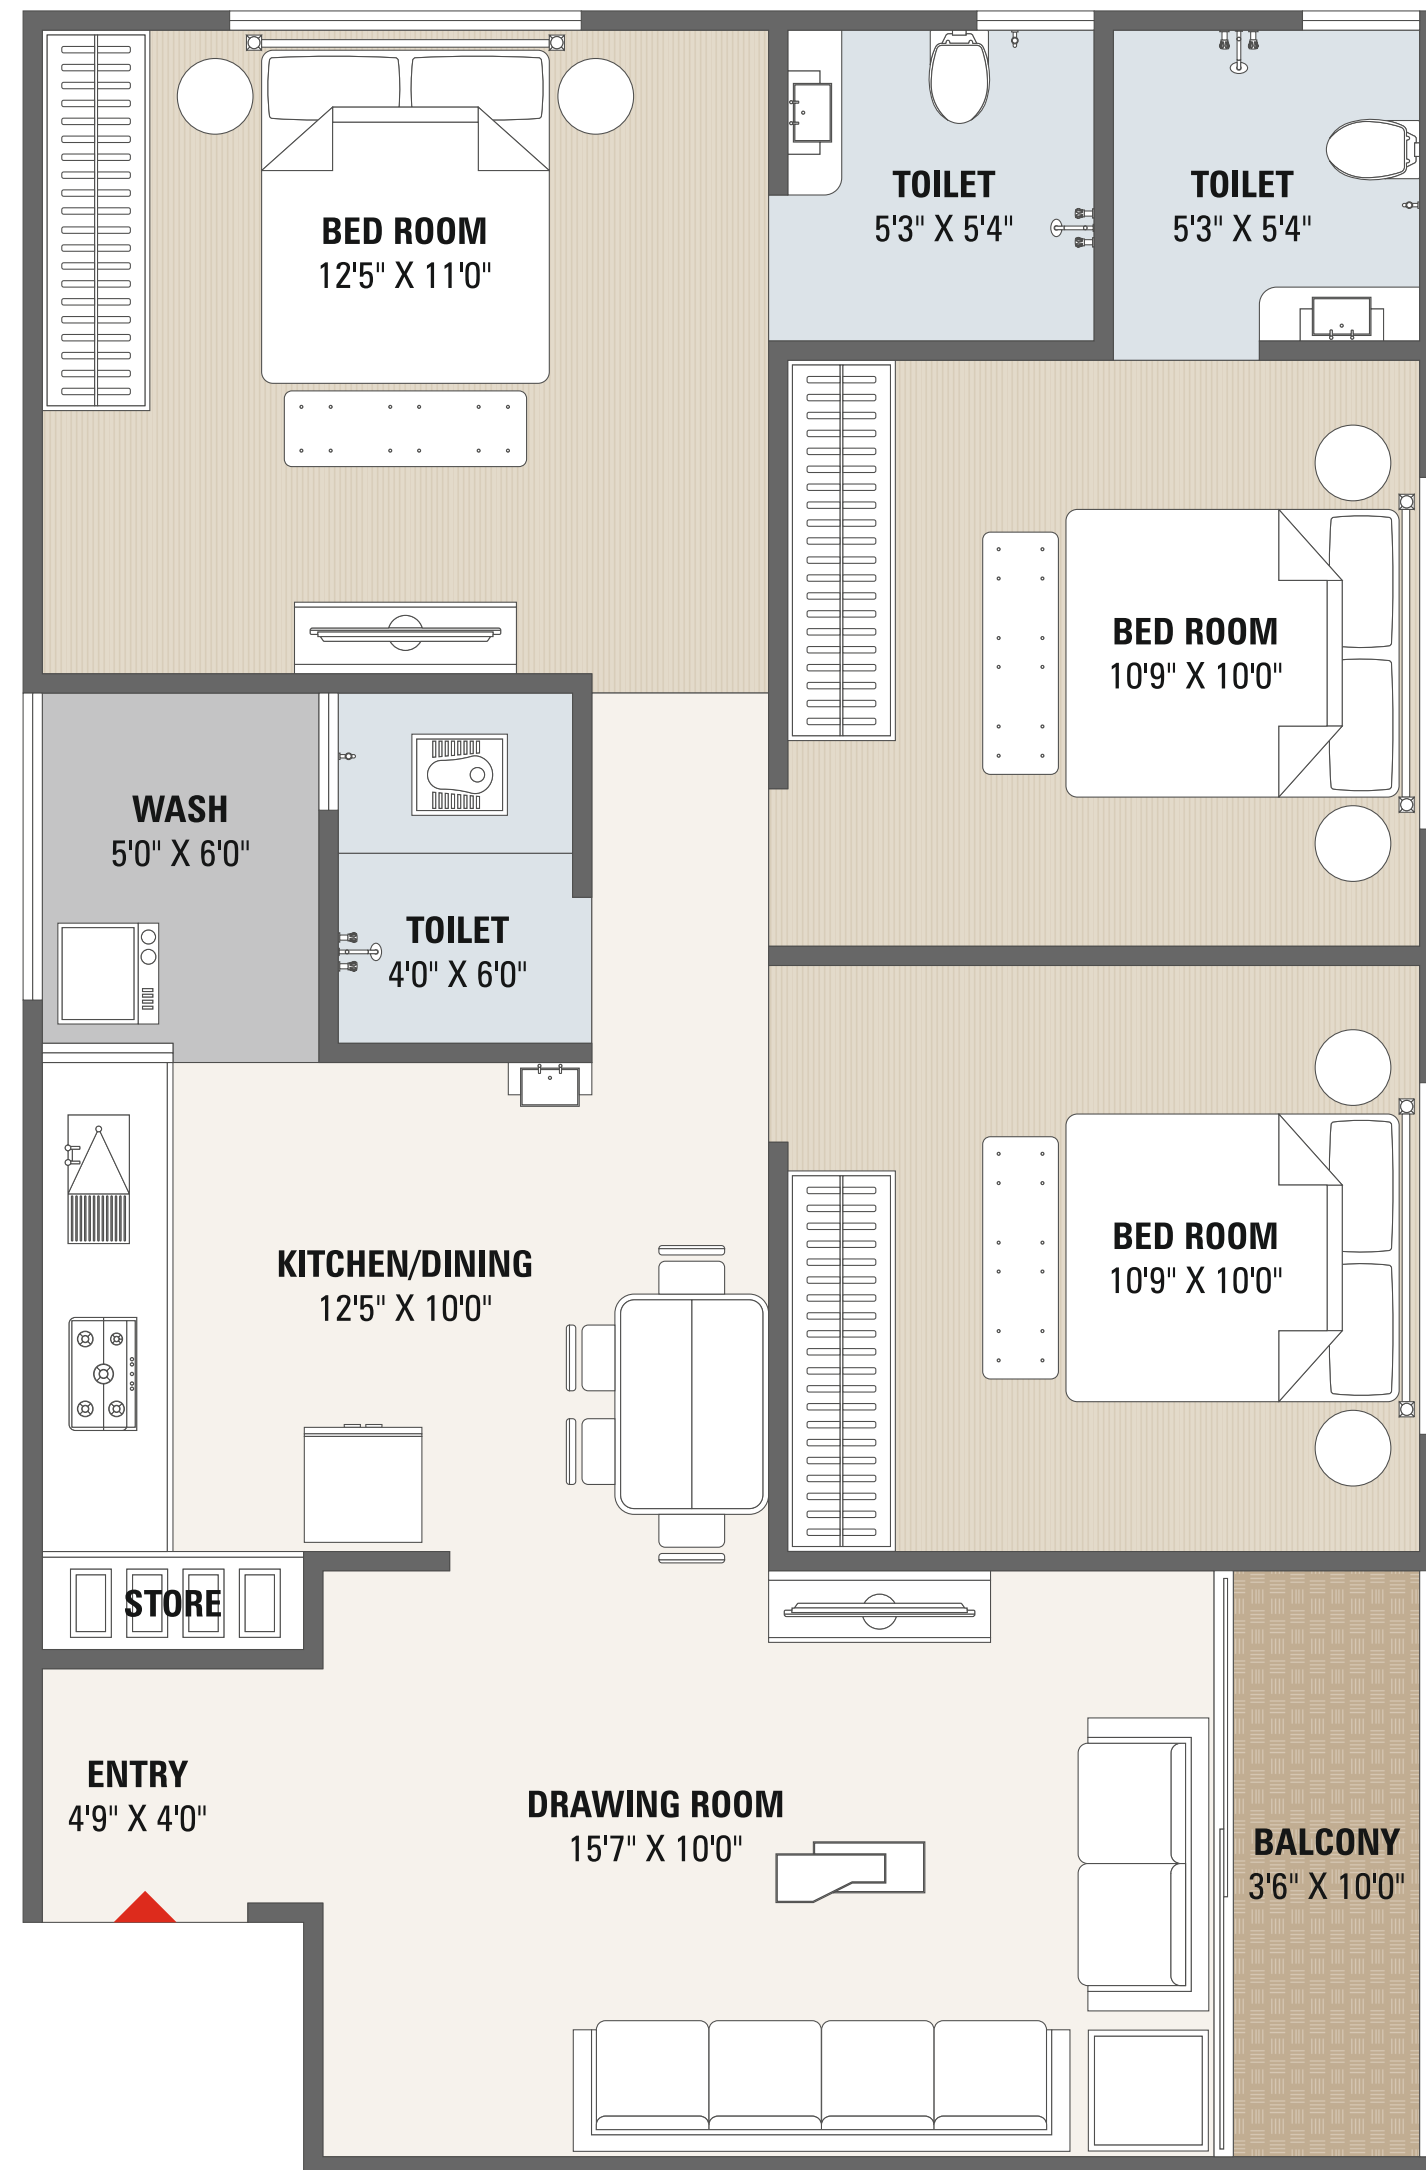 BED ROOM
12'5" X 11'0"
TOILET
5'3" X 5'4"
TOILET
5'3" X 5'4"
BED ROOM
10'9" X 10'0"
WASH
5'0" X 6'0"
TOILET
4'0" X 6'0"
BED ROOM
10'9" X 10'0"
KITCHEN/DINING
12'5" X 10'0"
STORE
ENTRY
4'9" X 4'0"
DRAWING ROOM
15'7" X 10'0"
BALCONY
3'6" X 10'0"